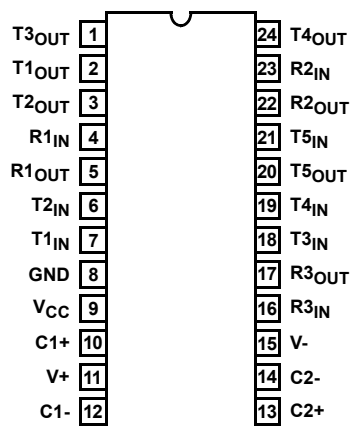 T3OUT 1 24 T4OUT
T1OUT 2 23 R2IN
T2OUT 3 22 R2OUT
R1IN 4 21 T5IN
R1OUT 5 20 T5OUT
T2IN 6 19 T4IN
T1IN 7 18 T3IN
GND 8 17 R3OUT
VCC 9 16 R3IN
C1+ 10 15 V-
V+ 11 14 C2-
C1- 12 13 C2+